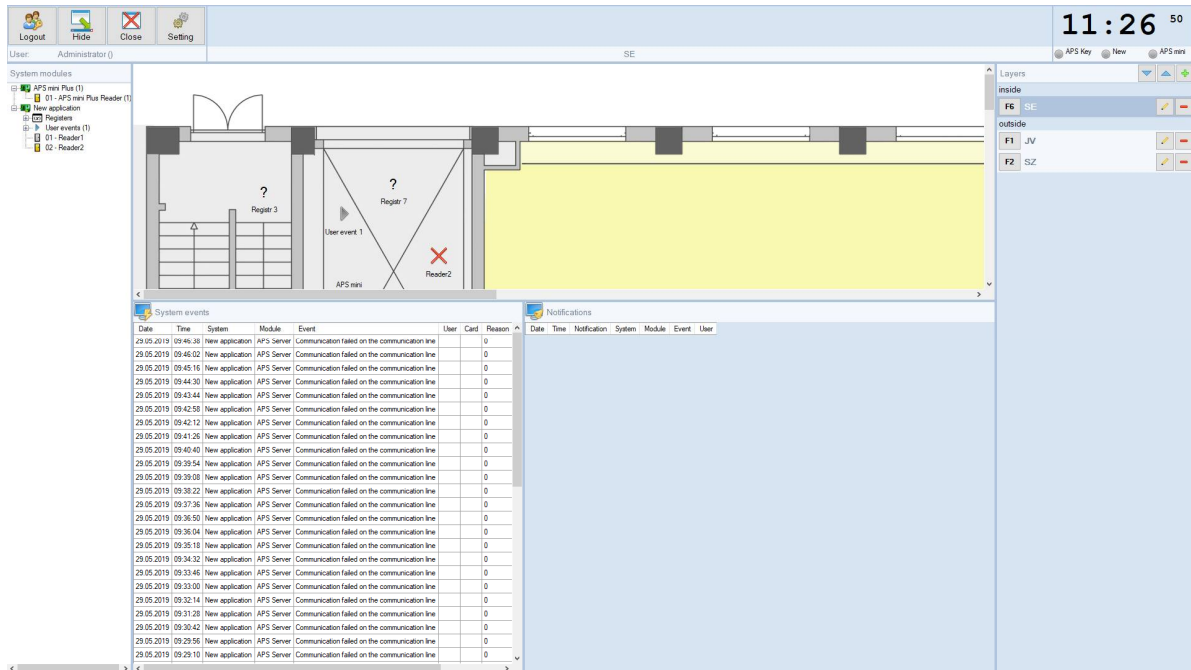 Logout Hide Close Setting
11:26 50
User: Administrator () SE APS Key New APS mini
System modules
APS mini Plus (1)
01 - APS mini Plus Reader (1)
New application
Registers
User events (1)
01 - Reader1
02 - Reader2
?
Registr 3
?
Registr 7
User event 1
Reader2
APS mini
Layers
inside
F6 SE
outside
F1 JV
F2 SZ
System events
Date Time System Module Event User Card Reason
29.05.2019 09:46:38 New application APS Server Communication failed on the communication line 0
29.05.2019 09:46:02 New application APS Server Communication failed on the communication line 0
29.05.2019 09:45:16 New application APS Server Communication failed on the communication line 0
29.05.2019 09:44:30 New application APS Server Communication failed on the communication line 0
29.05.2019 09:43:44 New application APS Server Communication failed on the communication line 0
29.05.2019 09:42:58 New application APS Server Communication failed on the communication line 0
29.05.2019 09:42:12 New application APS Server Communication failed on the communication line 0
29.05.2019 09:41:26 New application APS Server Communication failed on the communication line 0
29.05.2019 09:40:40 New application APS Server Communication failed on the communication line 0
29.05.2019 09:39:54 New application APS Server Communication failed on the communication line 0
29.05.2019 09:39:08 New application APS Server Communication failed on the communication line 0
29.05.2019 09:38:22 New application APS Server Communication failed on the communication line 0
29.05.2019 09:37:36 New application APS Server Communication failed on the communication line 0
29.05.2019 09:36:50 New application APS Server Communication failed on the communication line 0
29.05.2019 09:36:04 New application APS Server Communication failed on the communication line 0
29.05.2019 09:35:18 New application APS Server Communication failed on the communication line 0
29.05.2019 09:34:32 New application APS Server Communication failed on the communication line 0
29.05.2019 09:33:46 New application APS Server Communication failed on the communication line 0
29.05.2019 09:33:00 New application APS Server Communication failed on the communication line 0
29.05.2019 09:32:14 New application APS Server Communication failed on the communication line 0
29.05.2019 09:31:28 New application APS Server Communication failed on the communication line 0
29.05.2019 09:30:42 New application APS Server Communication failed on the communication line 0
29.05.2019 09:29:56 New application APS Server Communication failed on the communication line 0
29.05.2019 09:29:10 New application APS Server Communication failed on the communication line 0
Notifications
Date Time Notification System Module Event User